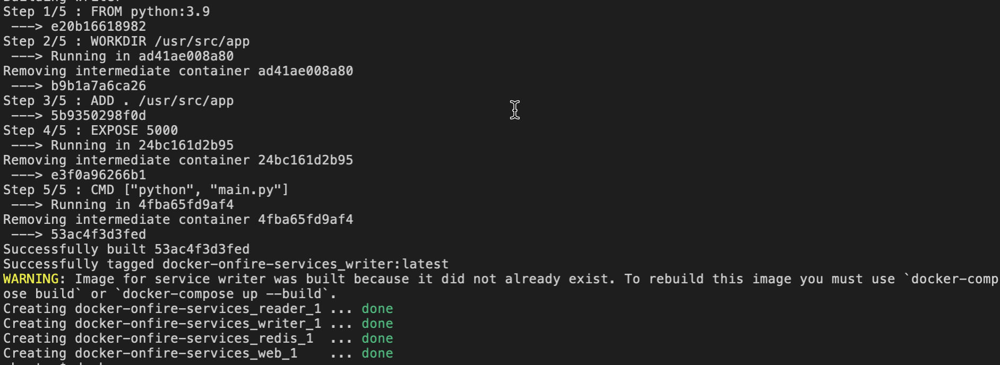 Step 1/5 : FROM python:3.9
 ---> e20b16618982
Step 2/5 : WORKDIR /usr/src/app
 ---> Running in ad41ae008a80
Removing intermediate container ad41ae008a80
 ---> b9b1a7a6ca26
Step 3/5 : ADD . /usr/src/app
 ---> 5b9350298f0d
Step 4/5 : EXPOSE 5000
 ---> Running in 24bc161d2b95
Removing intermediate container 24bc161d2b95
 ---> e3f0a96266b1
Step 5/5 : CMD ["python", "main.py"]
 ---> Running in 4fba65fd9af4
Removing intermediate container 4fba65fd9af4
 ---> 53ac4f3d3fed
Successfully built 53ac4f3d3fed
Successfully tagged docker-onfire-services_writer:latest
WARNING: Image for service writer was built because it did not already exist. To rebuild this image you must use `docker-comp
ose build` or `docker-compose up --build`.
Creating docker-onfire-services_reader_1 ... done
Creating docker-onfire-services_writer_1 ... done
Creating docker-onfire-services_redis_1  ... done
Creating docker-onfire-services_web_1    ... done